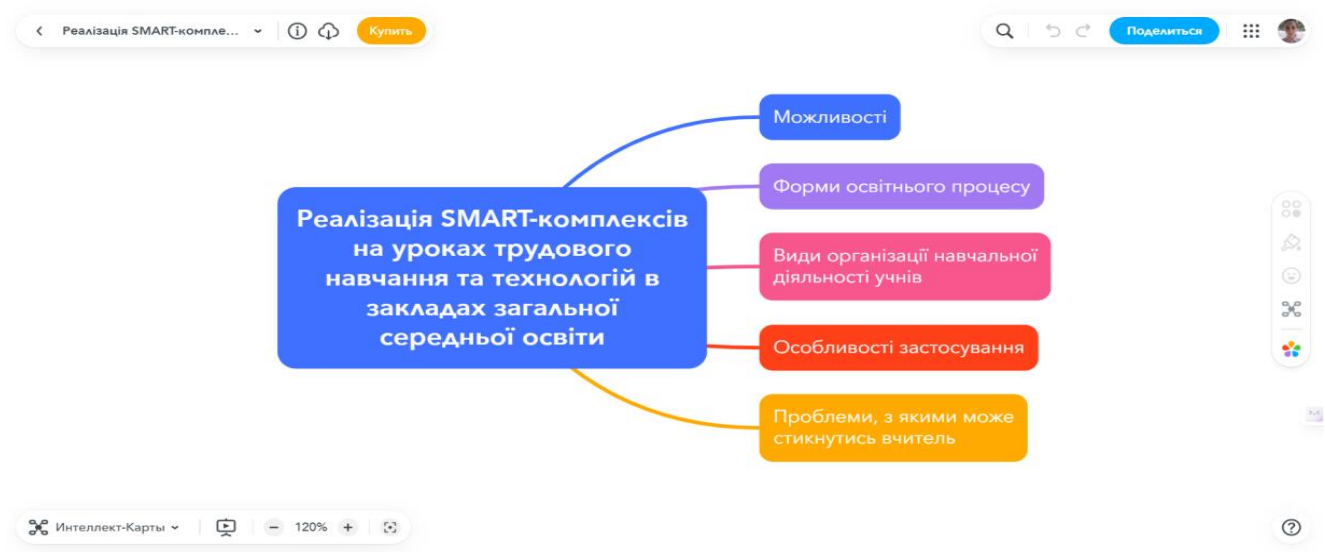 Реалізація SMART-компле...
Купить
Поделиться
Можливості
Форми освітнього процесу
Реалізація SMART-комплексів
на уроках трудового
навчання та технологій в
закладах загальної
середньої освіти
Види організації навчальної
діяльності учнів
Особливості застосування
Проблеми, з якими може
стикнутись вчитель
Интеллект-Карты
120%